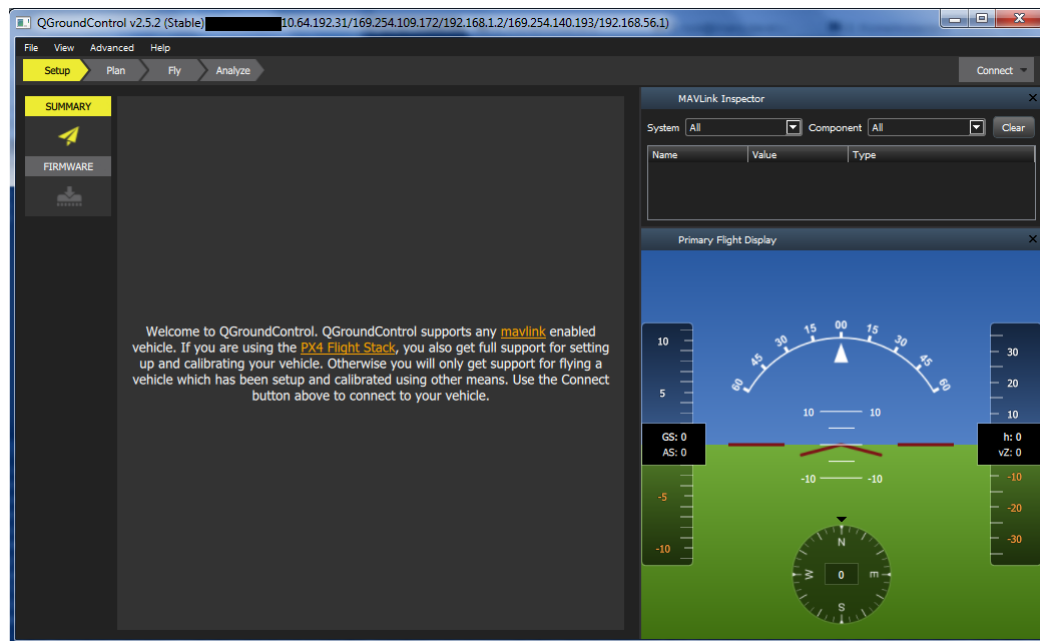 QGroundControl v2.5.2 (Stable) 10.64.192.31/169.254.109.172/192.168.1.2/169.254.140.193/192.168.56.1)
File View Advanced Help
Setup Plan Fly Analyze Connect
SUMMARY
FIRMWARE
Welcome to QGroundControl. QGroundControl supports any mavlink enabled
vehicle. If you are using the PX4 Flight Stack, you also get full support for setting
up and calibrating your vehicle. Otherwise you will only get support for flying a
vehicle which has been setup and calibrated using other means. Use the Connect
button above to connect to your vehicle.
MAVLink Inspector
System All Component All Clear
Name Value Type
Primary Flight Display
60 45 30 15 00 15 30 45 60
10
5
GS: 0
AS: 0
-5
-10
10 10
-10 -10
30
20
10
h: 0
vZ: 0
-10
-20
-30
N
W 0 E
S